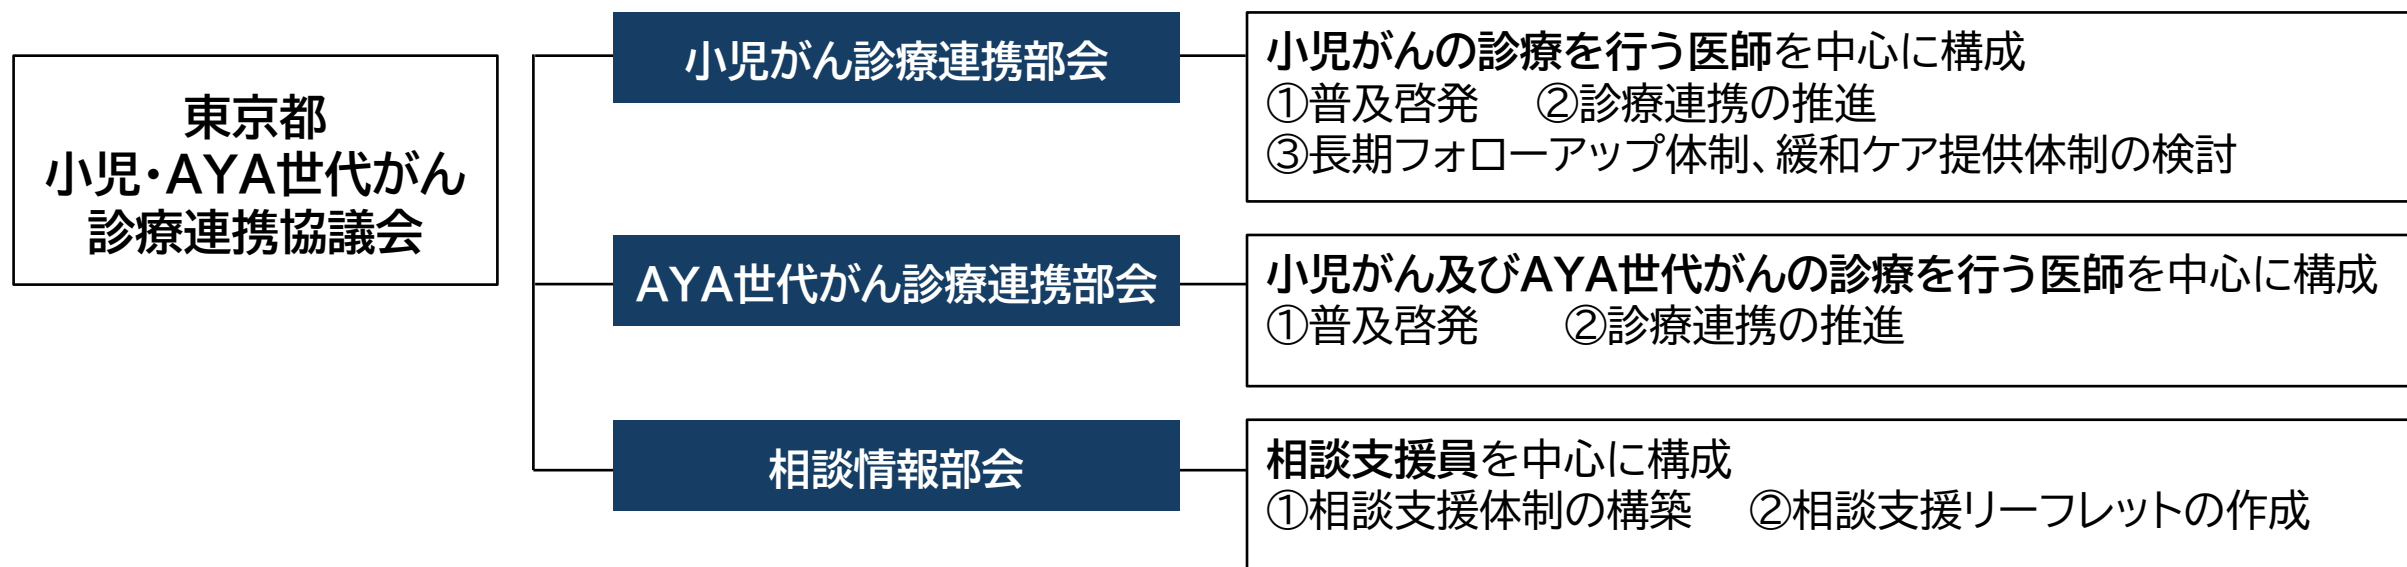 東京都
小児・AYA世代がん
診療連携協議会
小児がん診療連携部会
小児がんの診療を行う医師を中心に構成
①普及啓発　②診療連携の推進
③長期フォローアップ体制、緩和ケア提供体制の検討
AYA世代がん診療連携部会
小児がん及びAYA世代がんの診療を行う医師を中心に構成
①普及啓発　　②診療連携の推進
相談情報部会
相談支援員を中心に構成
①相談支援体制の構築　②相談支援リーフレットの作成